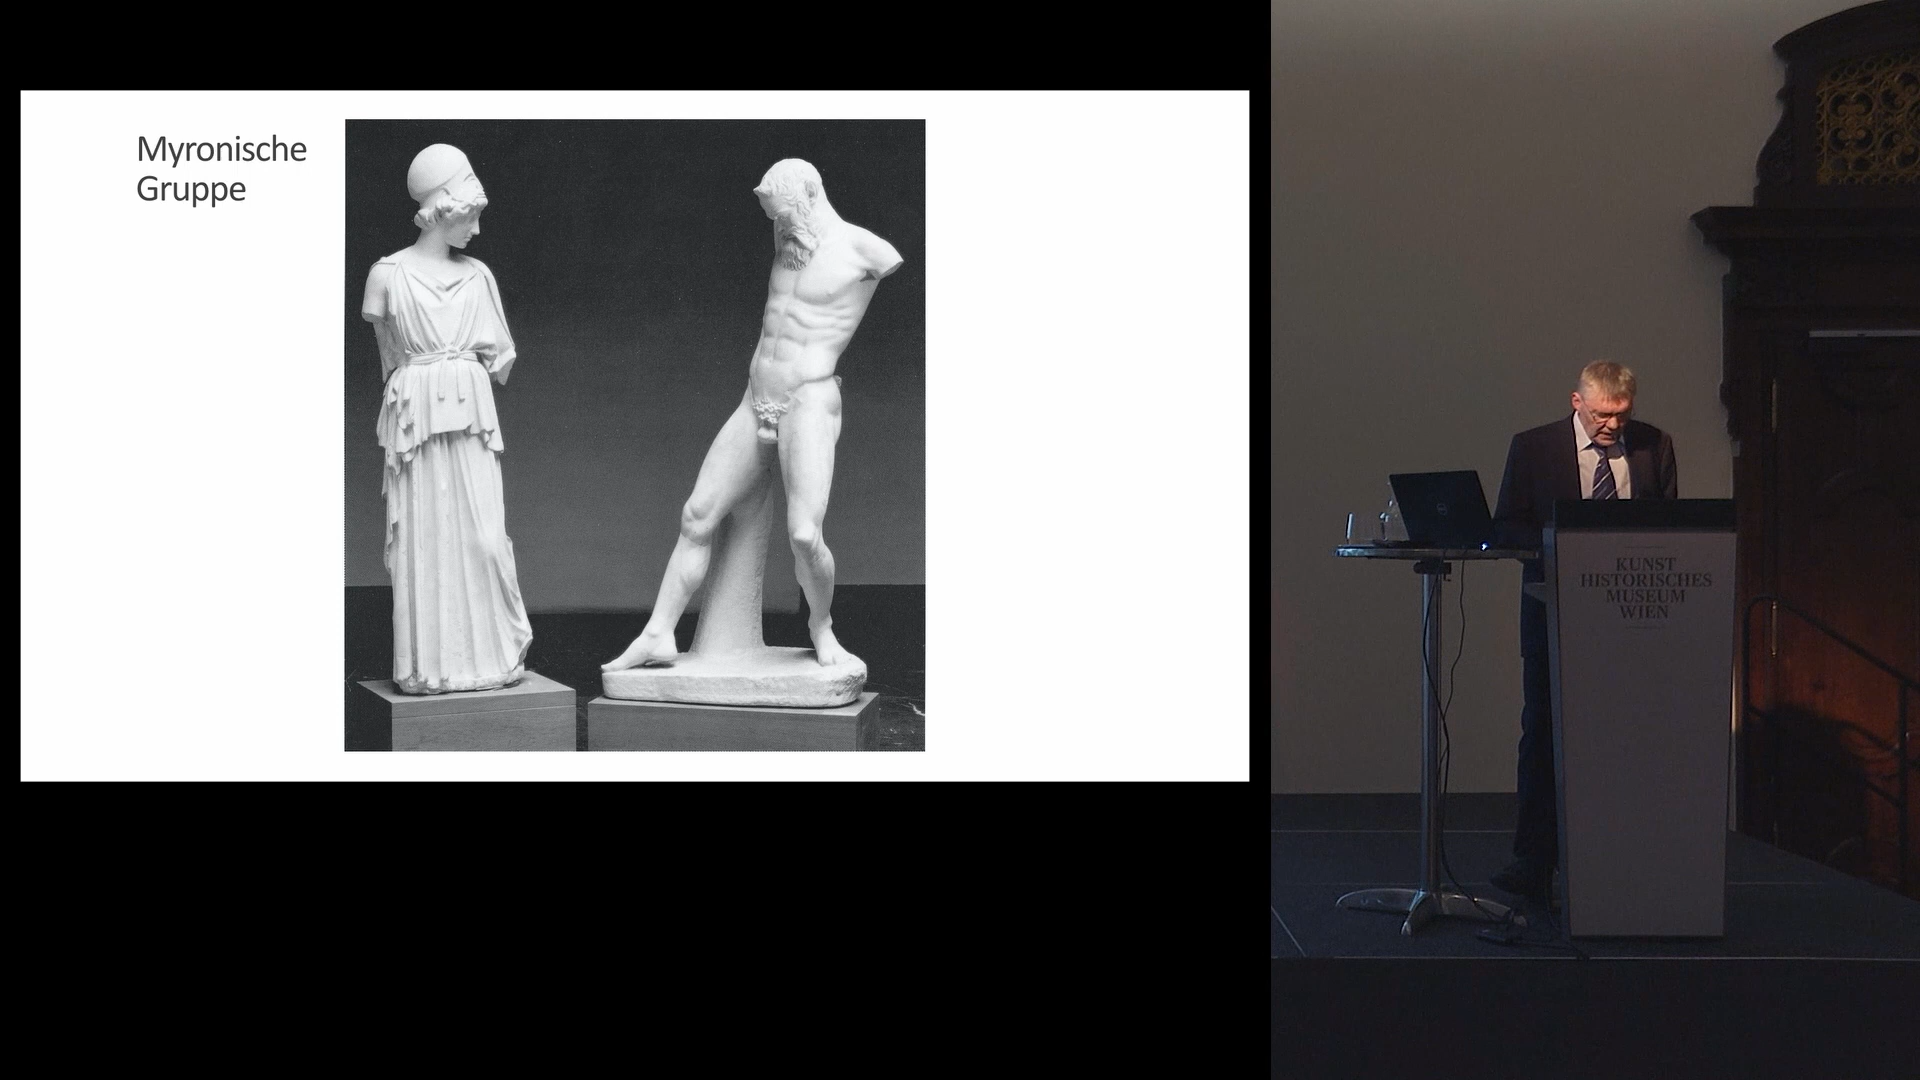 Myronische
Gruppe
KUNST
HISTORISCHES
MUSEUM
WIEN